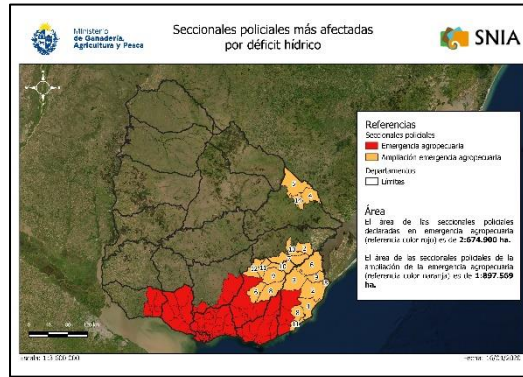 Ministerio
de Ganadería,
Agricultura y Pesca
Seccionales policiales más afectadas
por déficit hídrico
SNIA
Referencias
Seccionales policiales
Emergencia agropecuaria
Ampliación emergencia agropecuaria
Departamentos
Límites
Área
El área de las seccionales policiales
declaradas en emergencia agropecuaria
(referencia color rojo) es de 2:674.900 ha.
El área de las seccionales policiales de la
ampliación de la emergencia agropecuaria
(referencia color naranja) es de 1:897.559
ha.